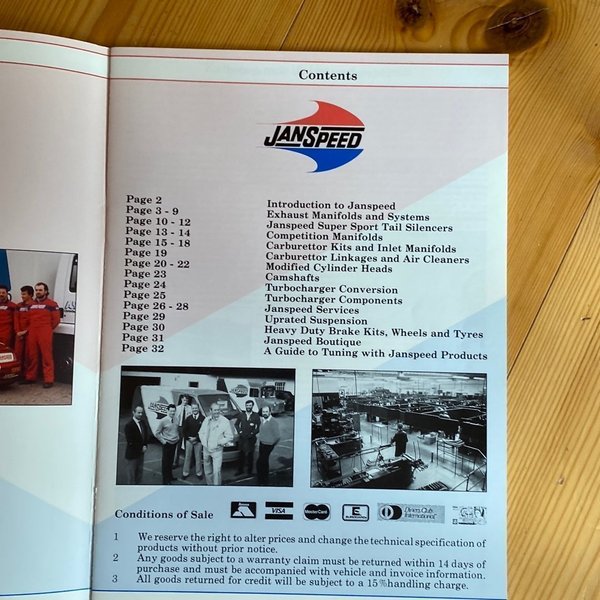 Contents
JANSPEED
Page 2 Introduction to Janspeed
Page 3 - 9 Exhaust Manifolds and Systems
Page 10 - 12 Janspeed Super Sport Tail Silencers
Page 13 - 14 Competition Manifolds
Page 15 - 18 Carburettor Kits and Inlet Manifolds
Page 19 Carburettor Linkages and Air Cleaners
Page 20 - 22 Modified Cylinder Heads
Page 23 Camshafts
Page 24 Turbocharger Conversion
Page 25 Turbocharger Components
Page 26 - 28 Janspeed Services
Page 29 Uprated Suspension
Page 30 Heavy Duty Brake Kits, Wheels and Tyres
Page 31 Janspeed Boutique
Page 32 A Guide to Tuning with Janspeed Products
JANSPEED
Conditions of Sale
Access VISA MasterCard E Diners Club International
1 We reserve the right to alter prices and change the technical specification of
products without prior notice.
2 Any goods subject to a warranty claim must be returned within 14 days of
purchase and must be accompanied with vehicle and invoice information.
3 All goods returned for credit will be subject to a 15% handling charge.